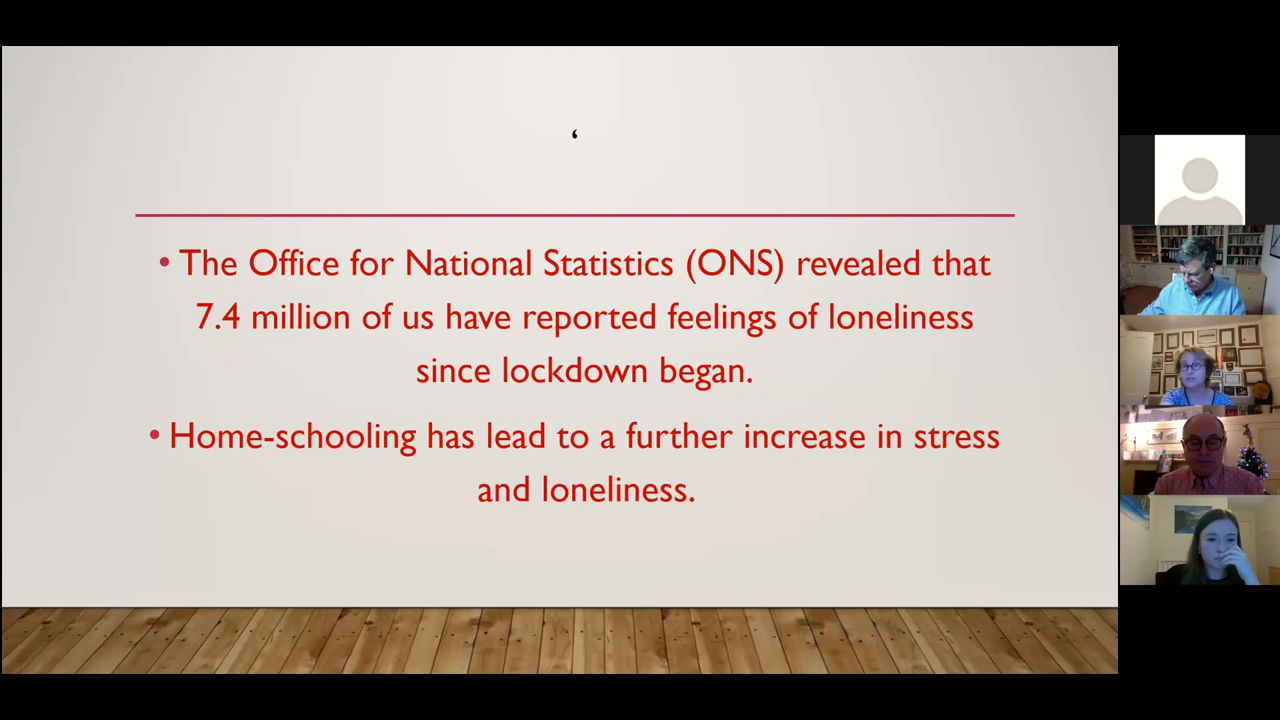 ‘
• The Office for National Statistics (ONS) revealed that
7.4 million of us have reported feelings of loneliness
since lockdown began.
• Home-schooling has lead to a further increase in stress
and loneliness.